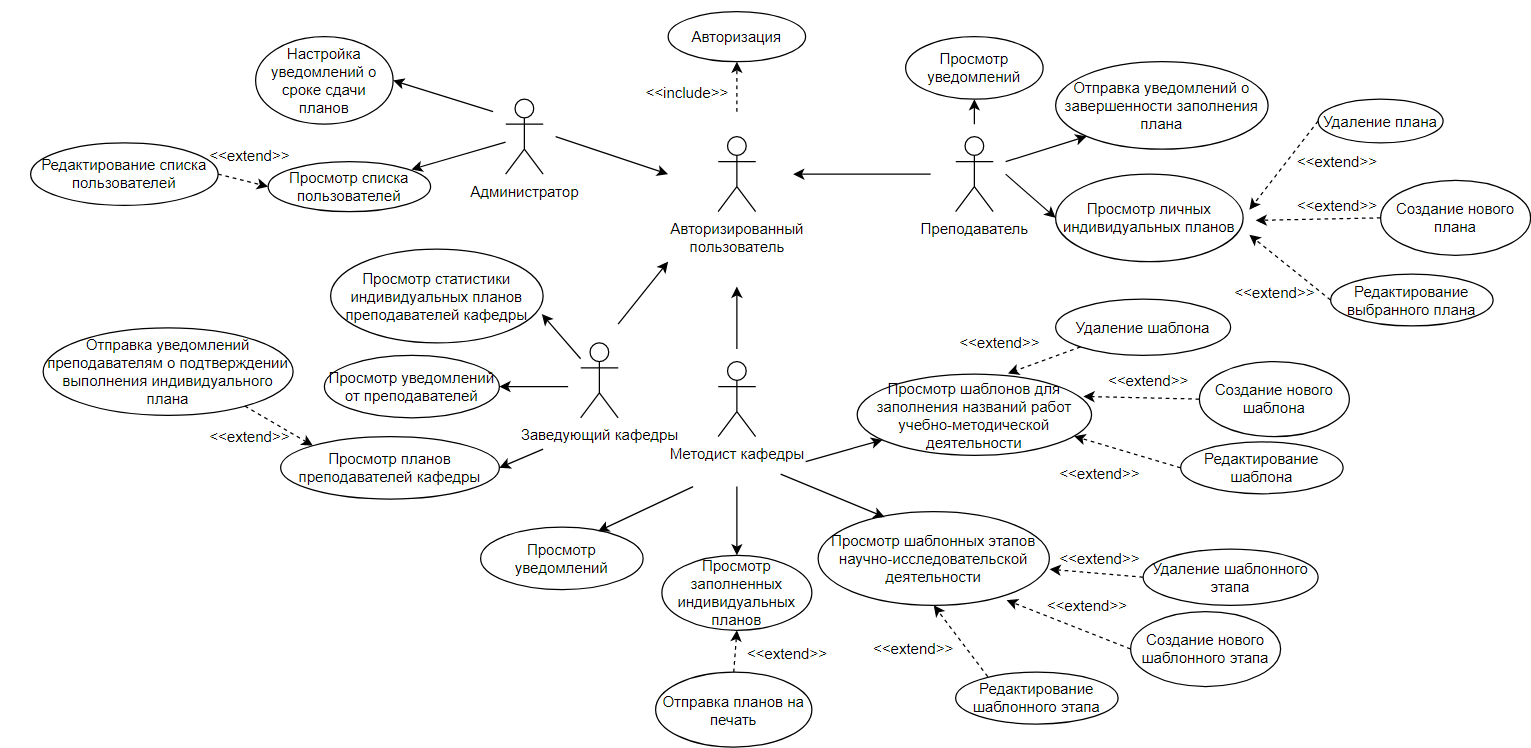 Авторизация
<<include>>
Настройка
уведомлений о
сроке сдачи
планов
Администратор
Редактирование списка
пользователей
<<extend>>
Просмотр списка
пользователей
Авторизированный
пользователь
Просмотр
уведомлений
Отправка уведомлений о
завершенности заполнения
плана
Преподаватель
Просмотр личных
индивидуальных планов
Удаление плана
<<extend>>
<<extend>>
Создание нового
плана
<<extend>>
Редактирование
выбранного плана
Просмотр статистики
индивидуальных планов
преподавателей кафедры
Отправка уведомлений
преподавателям о подтверждении
выполнения индивидуального
плана
Просмотр уведомлений
от преподавателей
Заведующий кафедры
<<extend>>
Просмотр планов
преподавателей кафедры
Методист кафедры
Удаление шаблона
<<extend>>
Просмотр шаблонов для
заполнения названий работ
учебно-методической
деятельности
<<extend>>
Создание нового
шаблона
<<extend>>
Редактирование
шаблона
Просмотр
уведомлений
Просмотр
заполненных
индивидуальных
планов
<<extend>>
Отправка планов на
печать
Просмотр шаблонных этапов
научно-исследовательской
деятельности
<<extend>>
Удаление шаблонного
этапа
<<extend>>
Создание нового
шаблонного этапа
<<extend>>
Редактирование
шаблонного этапа